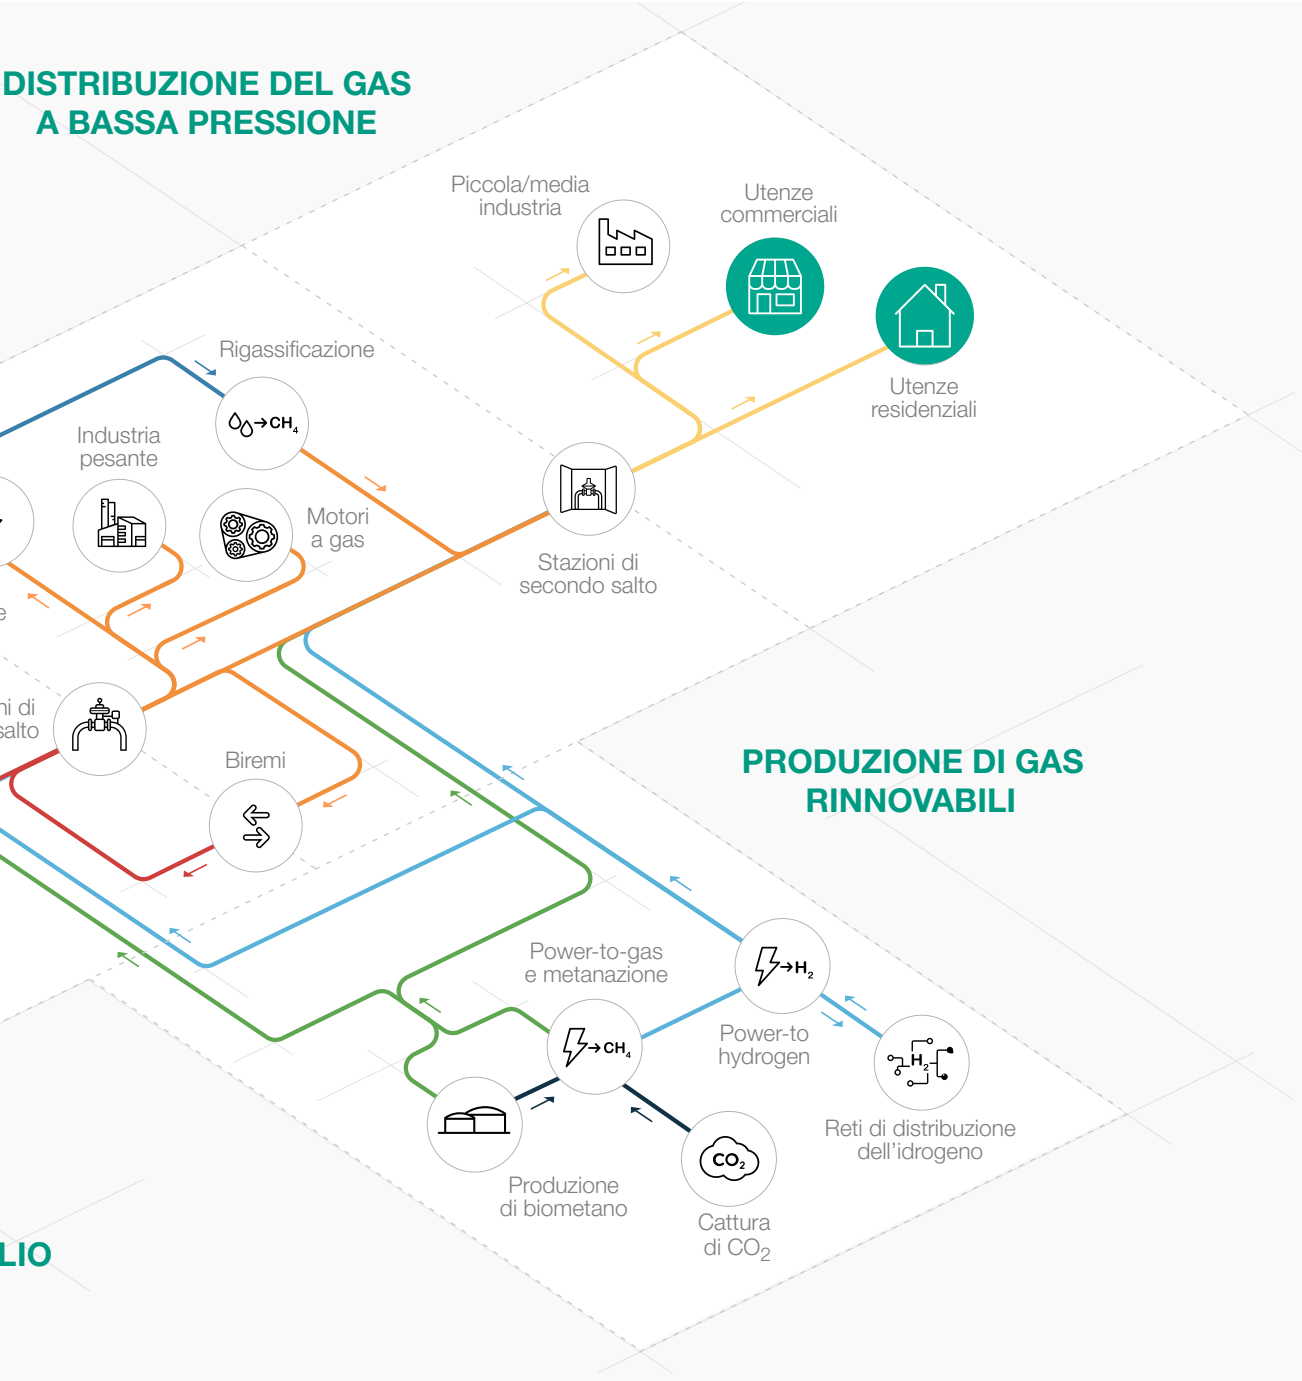 DISTRIBUZIONE DEL GAS
A BASSA PRESSIONE
Piccola/media
industria
Utenze
commerciali
Utenze
residenziali
Rigassificazione
→CH₄
Industria
pesante
Motori
a gas
Stazioni di
secondo salto
ni di
salto
e
Biremi
PRODUZIONE DI GAS
RINNOVABILI
Power-to-gas
e metanazione
→CH₄
→H₂
Power-to
hydrogen
H₂
Reti di distribuzione
dell'idrogeno
Produzione
di biometano
CO₂
Cattura
di CO₂
LIO